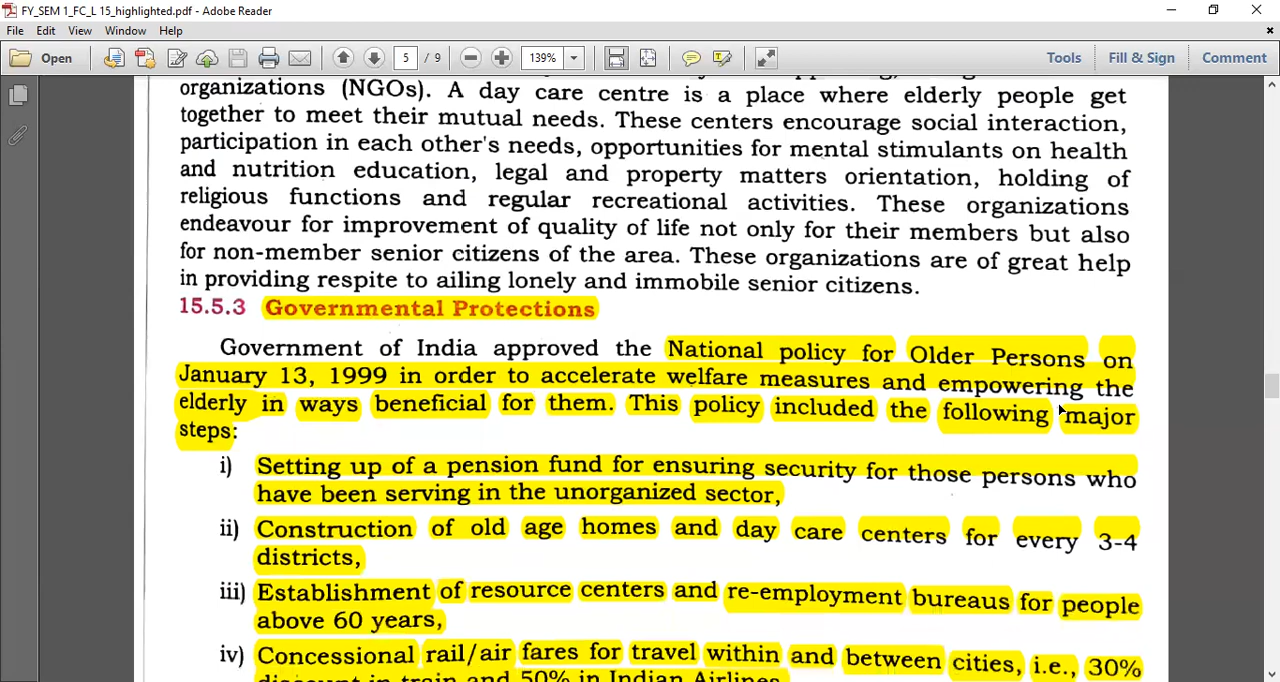 FY_SEM 1_FC_L 15_highlighted.pdf - Adobe Reader
File Edit View Window Help
Open 5 / 9 139% Tools Fill & Sign Comment
organizations (NGOs). A day care centre is a place where elderly people get
together to meet their mutual needs. These centers encourage social interaction,
participation in each other's needs, opportunities for mental stimulants on health
and nutrition education, legal and property matters orientation, holding of
religious functions and regular recreational activities. These organizations
endeavour for improvement of quality of life not only for their members but also
for non-member senior citizens of the area. These organizations are of great help
in providing respite to ailing lonely and immobile senior citizens.
15.5.3 Governmental Protections
Government of India approved the National policy for Older Persons on
January 13, 1999 in order to accelerate welfare measures and empowering the
elderly in ways beneficial for them. This policy included the following major
steps:
i) Setting up of a pension fund for ensuring security for those persons who
have been serving in the unorganized sector,
ii) Construction of old age homes and day care centers for every 3-4
districts,
iii) Establishment of resource centers and re-employment bureaus for people
above 60 years,
iv) Concessional rail/air fares for travel within and between cities, i.e., 30%
discount in train and 50% in Indian Airlines